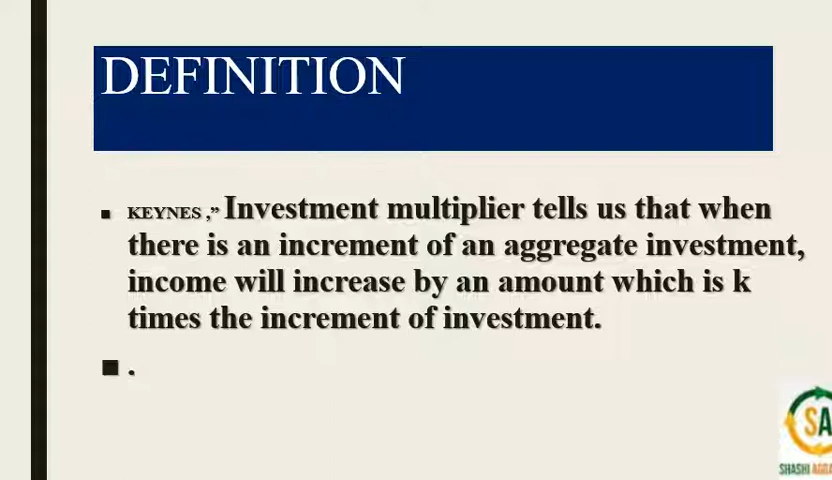 DEFINITION
KEYNES ,” Investment multiplier tells us that when
there is an increment of an aggregate investment,
income will increase by an amount which is k
times the increment of investment.
.
SA
SHASHI